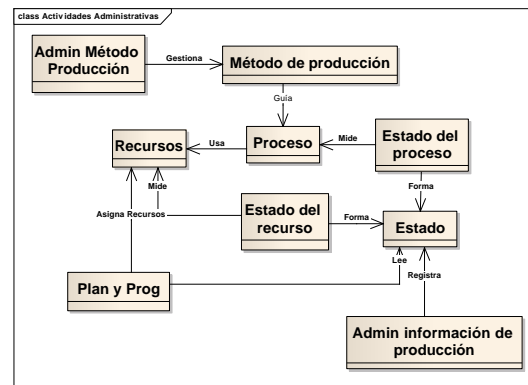 class Actividades Administrativas
Admin Método
Producción
Gestiona
Método de producción
Guía
Recursos
Usa
Proceso
Mide
Estado del
proceso
Mide
Forma
Asigna Recursos
Estado del
recurso
Forma
Estado
Lee
Registra
Plan y Prog
Admin información de
producción